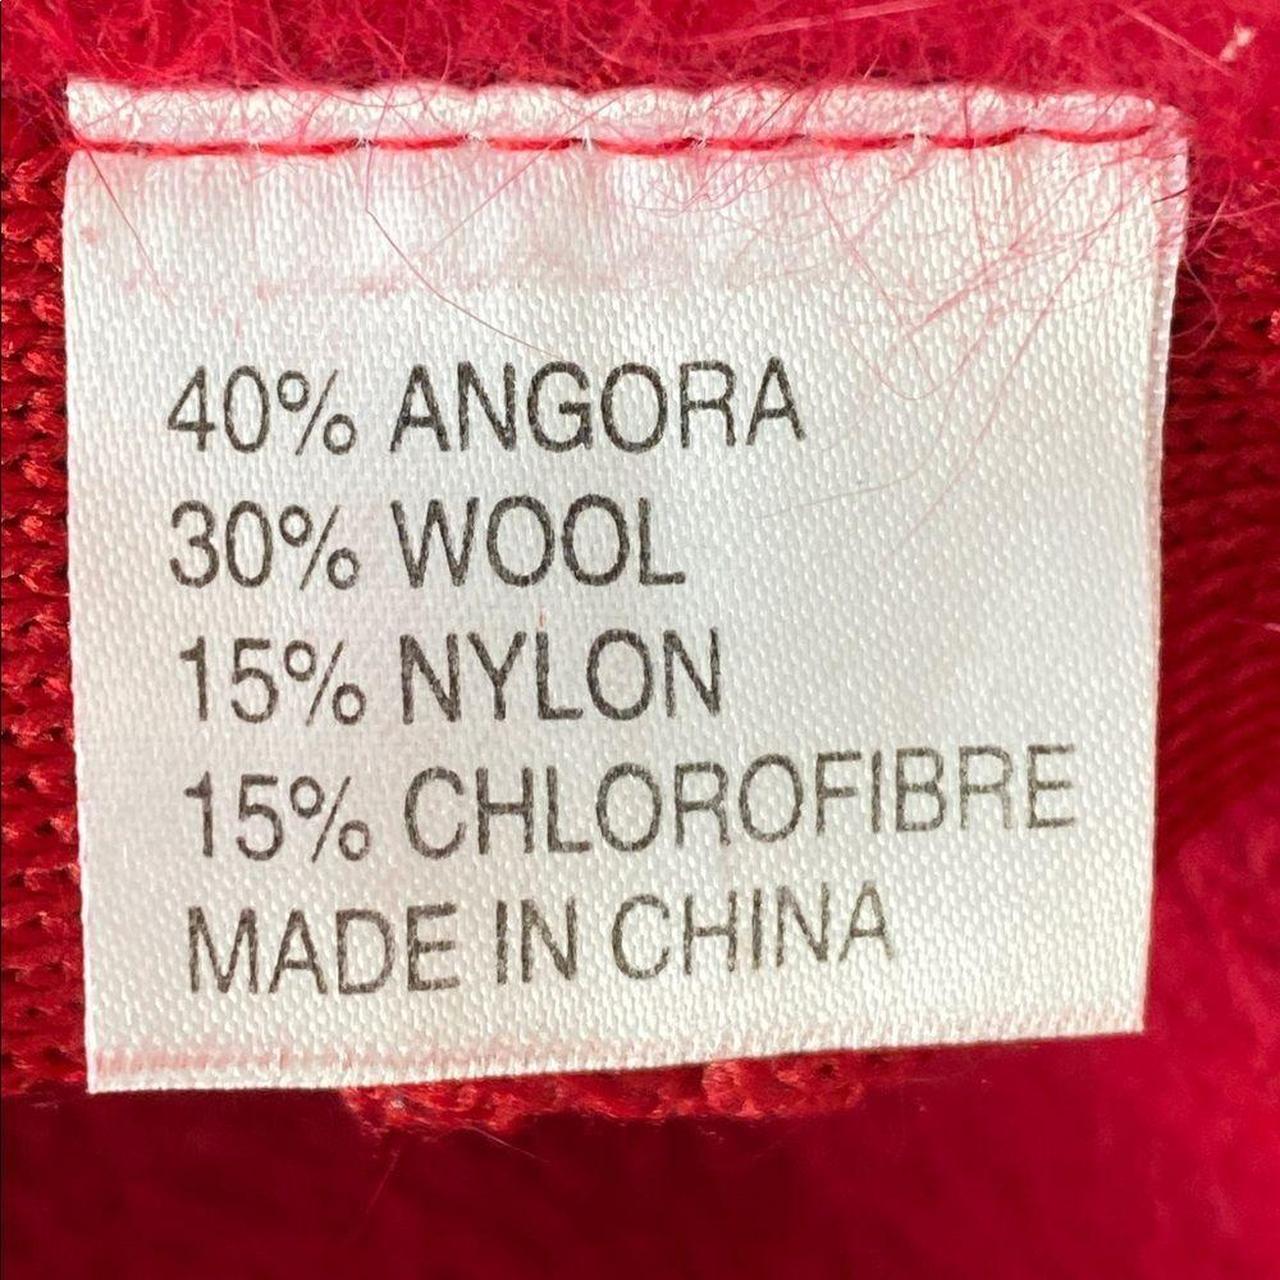 40% ANGORA
30% WOOL
15% NYLON
15% CHLOROFIBRE
MADE IN CHINA